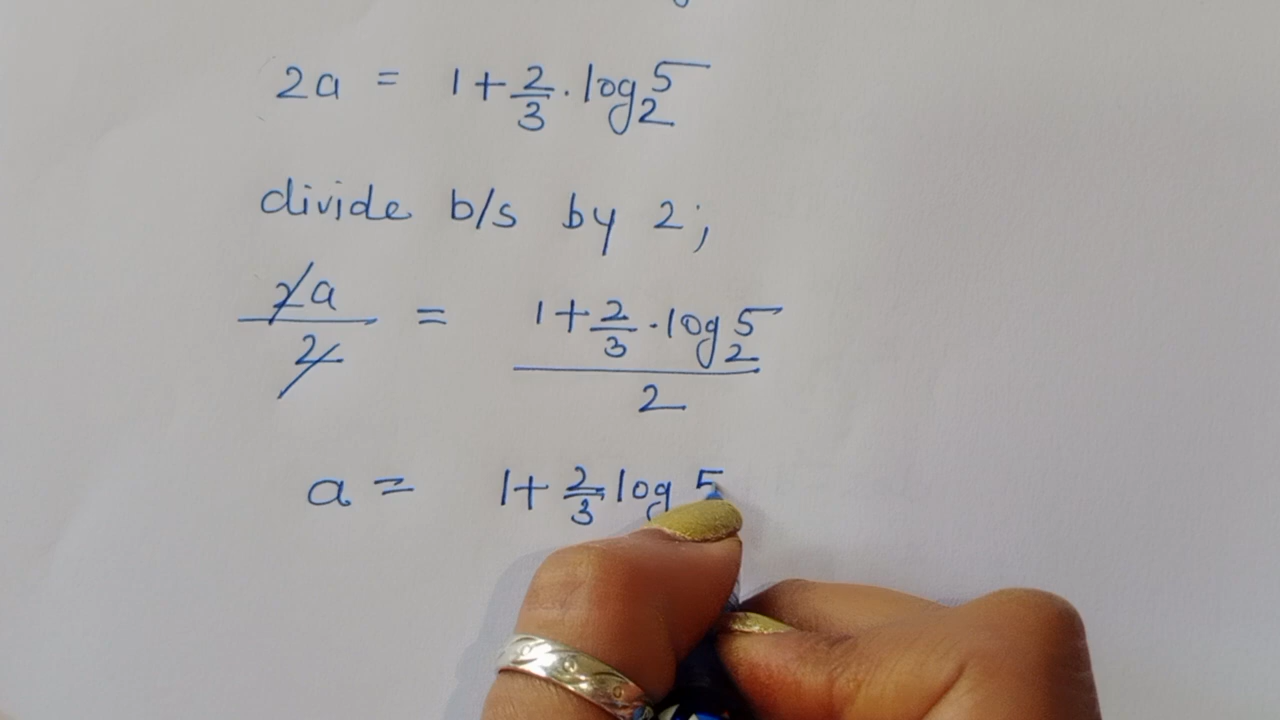 2a = 1 + 2/3 . log₂5
divide b/s by 2;
2a/2 = (1 + 2/3 . log₂5)/2
a = 1 + 2/3 log 5